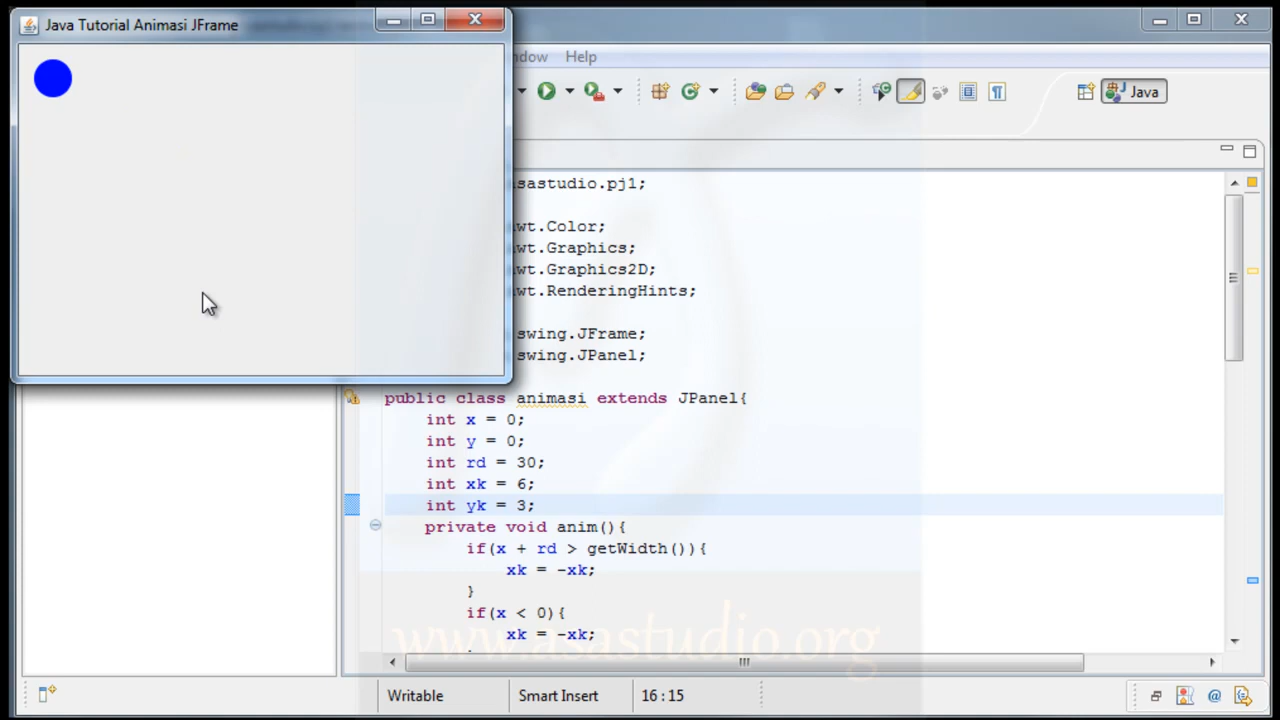 Java Tutorial Animasi JFrame
Help
Java
sastudio.pj1;
wt.Color;
wt.Graphics;
wt.Graphics2D;
wt.RenderingHints;
swing.JFrame;
swing.JPanel;
public class animasi extends JPanel{
int x = 0;
int y = 0;
int rd = 30;
int xk = 6;
int yk = 3;
private void anim(){
if(x + rd > getWidth()){
xk = -xk;
}
if(x < 0){
xk = -xk;
www.asastudio.org
Writable
Smart Insert
16 : 15